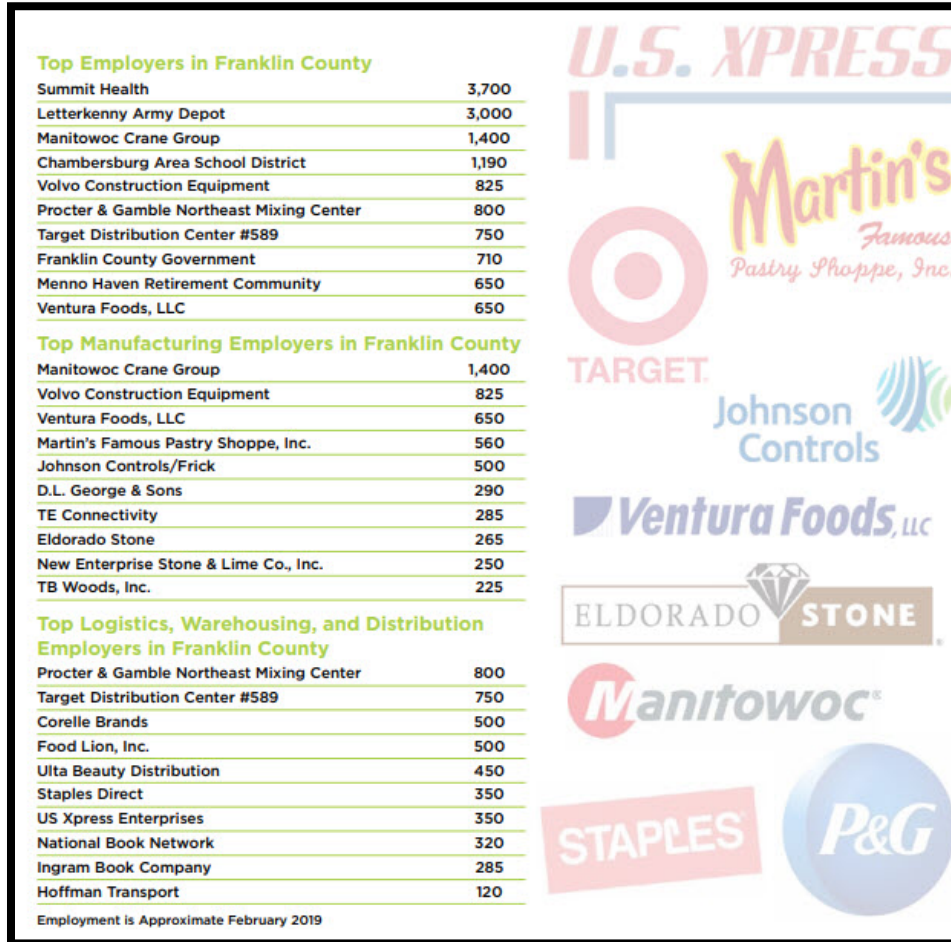 Top Employers in Franklin County
Summit Health 3,700
Letterkenny Army Depot 3,000
Manitowoc Crane Group 1,400
Chambersburg Area School District 1,190
Volvo Construction Equipment 825
Procter & Gamble Northeast Mixing Center 800
Target Distribution Center #589 750
Franklin County Government 710
Menno Haven Retirement Community 650
Ventura Foods, LLC 650
Top Manufacturing Employers in Franklin County
Manitowoc Crane Group 1,400
Volvo Construction Equipment 825
Ventura Foods, LLC 650
Martin's Famous Pastry Shoppe, Inc. 560
Johnson Controls/Frick 500
D.L. George & Sons 290
TE Connectivity 285
Eldorado Stone 265
New Enterprise Stone & Lime Co., Inc. 250
TB Woods, Inc. 225
Top Logistics, Warehousing, and Distribution
Employers in Franklin County
Procter & Gamble Northeast Mixing Center 800
Target Distribution Center #589 750
Corelle Brands 500
Food Lion, Inc. 500
Ulta Beauty Distribution 450
Staples Direct 350
US Xpress Enterprises 350
National Book Network 320
Ingram Book Company 285
Hoffman Transport 120
Employment is Approximate February 2019
U.S. XPRESS
Martin's
Famous
Pastry Shoppe, Inc.
TARGET.
Johnson
Controls
Ventura Foods, LLC
ELDORADO STONE
Manitowoc®
STAPLES
P&G